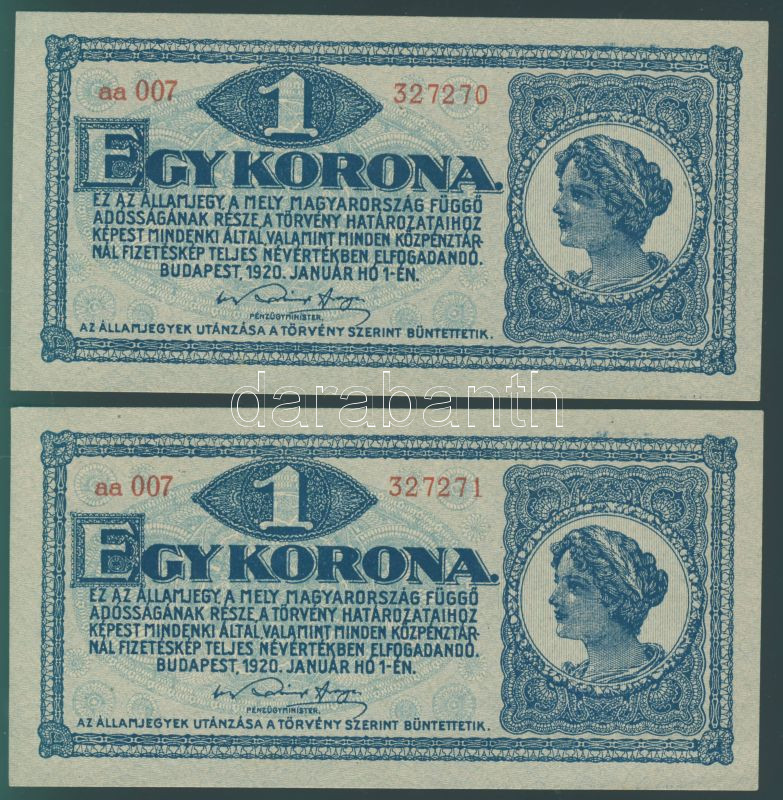 aa 007
1
327270
EGY KORONA.
EZ AZ ÁLLAMJEGY, A MELY MAGYARORSZÁG FÜGGŐ
ADÓSSÁGÁNAK RÉSZE, A TÖRVÉNY HATÁROZATAIHOZ
KÉPEST MINDENKI ÁLTAL, VALAMINT MINDEN KÖZPÉNZTÁR-
NÁL FIZETÉSKÉP TELJES NÉVÉRTÉKBEN ELFOGADANDÓ.
BUDAPEST, 1920. JANUÁR HÓ 1-ÉN.
PÉNZÜGYMINISTER.
AZ ÁLLAMJEGYEK UTÁNZÁSA A TÖRVÉNY SZERINT BÜNTETTETIK.
darabanth
aa 007
1
327271
EGY KORONA.
EZ AZ ÁLLAMJEGY, A MELY MAGYARORSZÁG FÜGGŐ
ADÓSSÁGÁNAK RÉSZE, A TÖRVÉNY HATÁROZATAIHOZ
KÉPEST MINDENKI ÁLTAL, VALAMINT MINDEN KÖZPÉNZTÁR-
NÁL FIZETÉSKÉP TELJES NÉVÉRTÉKBEN ELFOGADANDÓ.
BUDAPEST, 1920. JANUÁR HÓ 1-ÉN.
PÉNZÜGYMINISTER.
AZ ÁLLAMJEGYEK UTÁNZÁSA A TÖRVÉNY SZERINT BÜNTETTETIK.